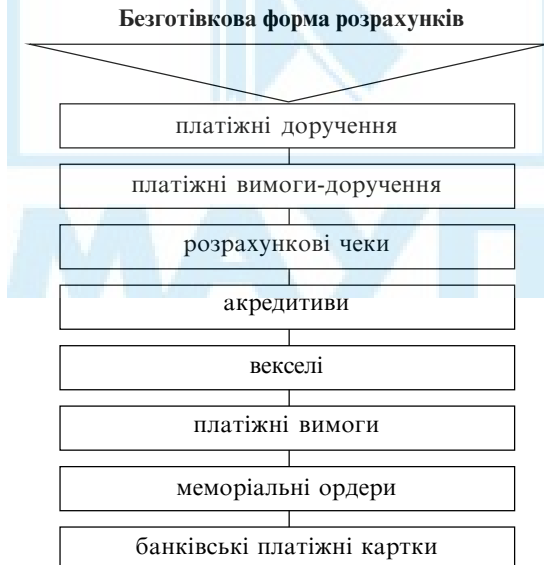 Безготівкова форма розрахунків
платіжні доручення
платіжні вимоги-доручення
розрахункові чеки
акредитиви
векселі
платіжні вимоги
меморіальні ордери
банківські платіжні картки
МАУП